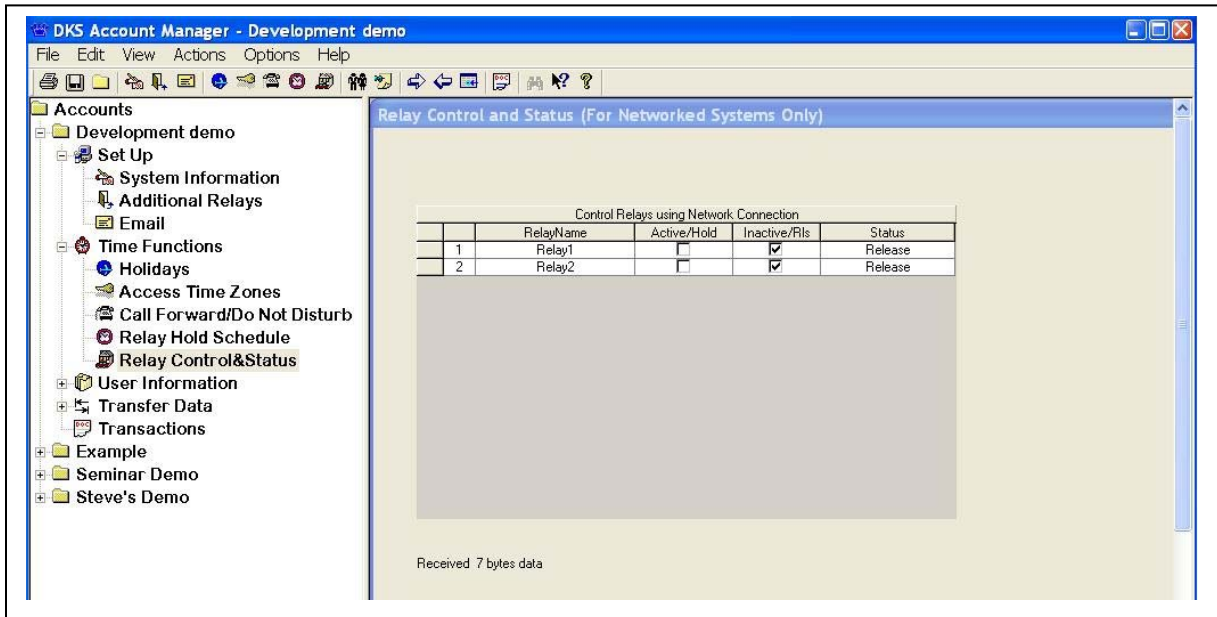 DKS Account Manager - Development demo
File Edit View Actions Options Help
Accounts
Development demo
Set Up
System Information
Additional Relays
Email
Time Functions
Holidays
Access Time Zones
Call Forward/Do Not Disturb
Relay Hold Schedule
Relay Control&Status
User Information
Transfer Data
Transactions
Example
Seminar Demo
Steve's Demo
Relay Control and Status (For Networked Systems Only)
Control Relays using Network Connection
RelayName Active/Hold Inactive/Rls Status
1 Relay1 Release
2 Relay2 Release
Received 7 bytes data